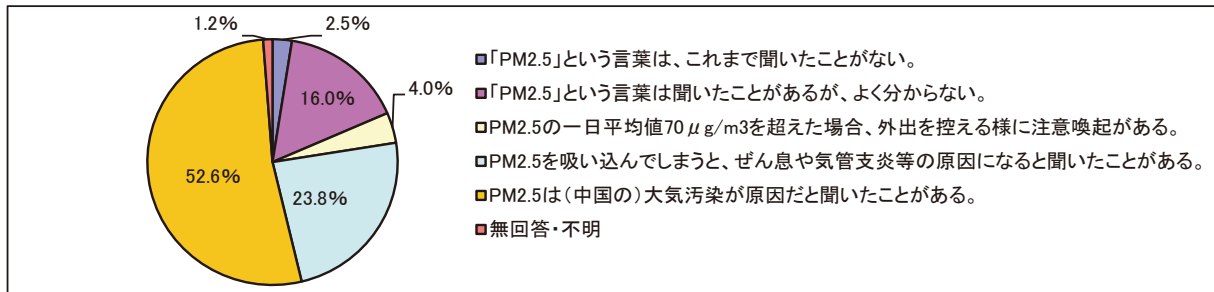 1.2%
2.5%
16.0%
4.0%
23.8%
52.6%
「PM2.5」という言葉は、これまで聞いたことがない。
「PM2.5」という言葉は聞いたことがあるが、よく分からない。
PM2.5の一日平均値70μg/m3を超えた場合、外出を控える様に注意喚起がある。
PM2.5を吸い込んでしまうと、ぜん息や気管支炎等の原因になると聞いたことがある。
PM2.5は(中国の)大気汚染が原因だと聞いたことがある。
無回答・不明